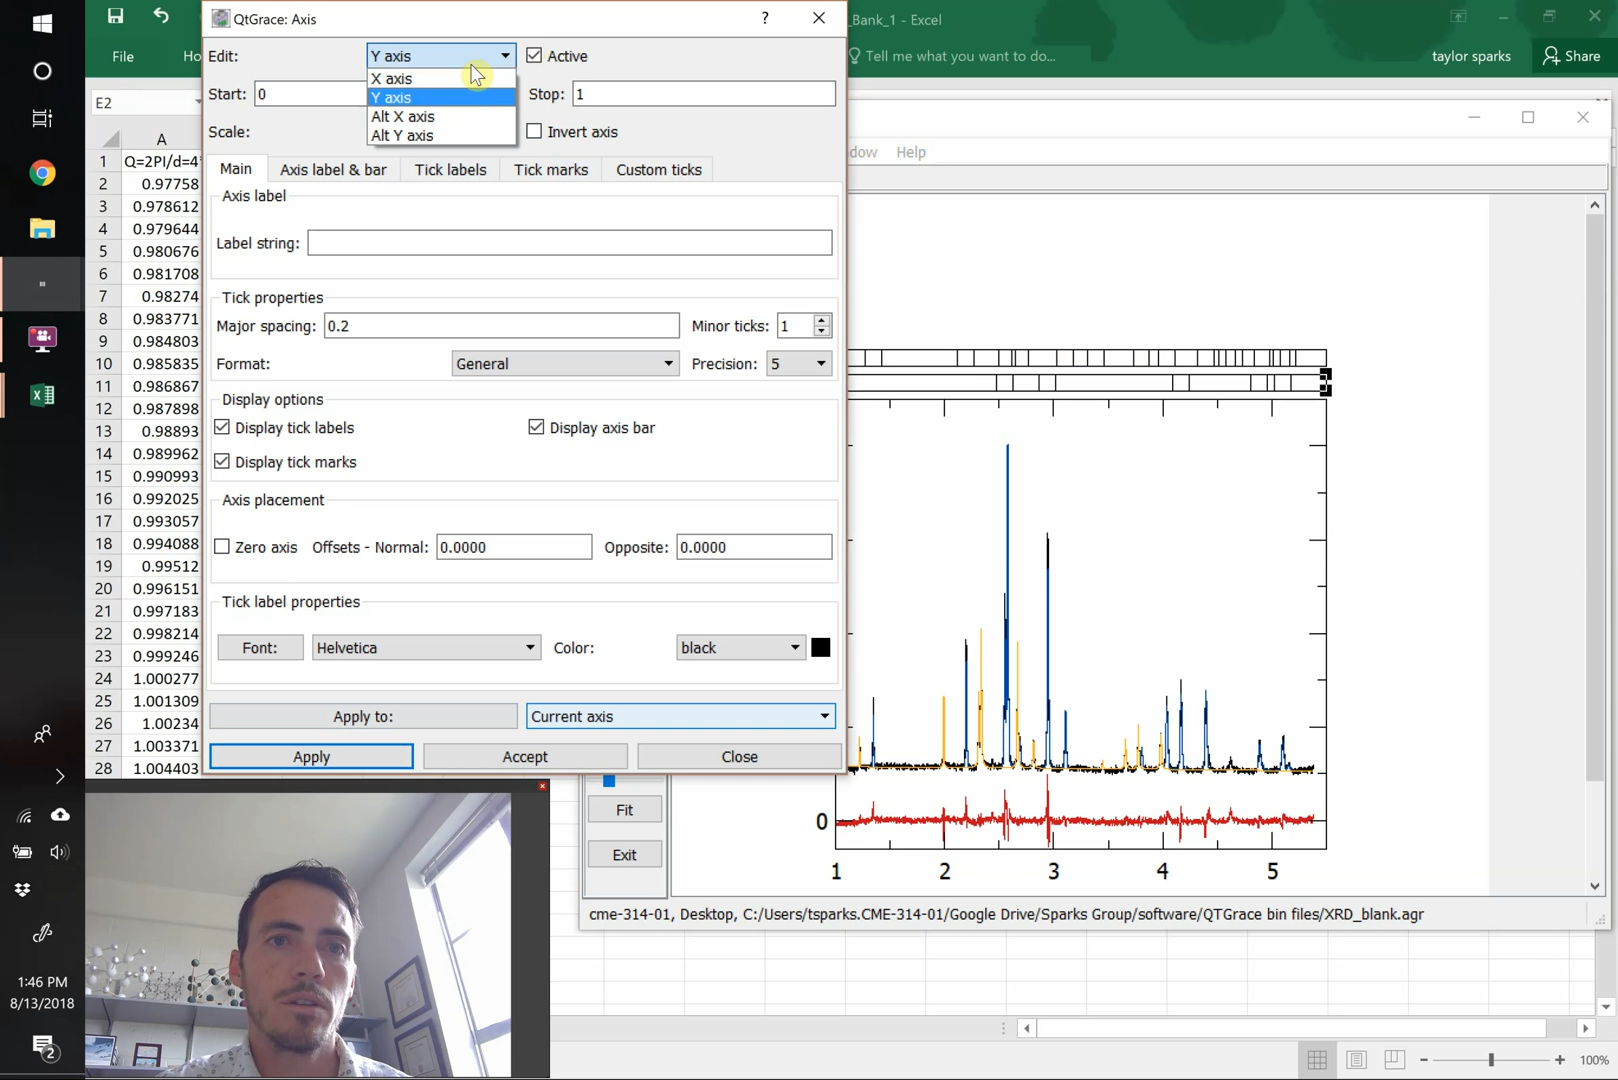 QtGrace: Axis
?
_Bank_1 - Excel
File
Ho
Tell me what you want to do...
taylor sparks
Share
Edit:
Y axis
Active
X axis
Y axis
Alt X axis
Alt Y axis
Start:
0
Stop:
1
Scale:
Invert axis
E2
dow
Help
Main
Axis label & bar
Tick labels
Tick marks
Custom ticks
Axis label
Label string:
Tick properties
Major spacing:
0.2
Minor ticks:
1
Format:
General
Precision:
5
Display options
Display tick labels
Display axis bar
Display tick marks
Axis placement
Zero axis
Offsets - Normal:
0.0000
Opposite:
0.0000
Tick label properties
Font:
Helvetica
Color:
black
Apply to:
Current axis
Apply
Accept
Close
A
1 Q=2PI/d=4*
2 0.97758
3 0.978612
4 0.979644
5 0.980676
6 0.981708
7 0.98274
8 0.983771
9 0.984803
10 0.985835
11 0.986867
12 0.987898
13 0.98893
14 0.989962
15 0.990993
16 0.992025
17 0.993057
18 0.994088
19 0.99512
20 0.996151
21 0.997183
22 0.998214
23 0.999246
24 1.000277
25 1.001309
26 1.00234
27 1.003371
28 1.004403
Fit
Exit
0
1 2 3 4 5
cme-314-01, Desktop, C:/Users/tsparks.CME-314-01/Google Drive/Sparks Group/software/QTGrace bin files/XRD_blank.agr
1:46 PM
8/13/2018
2
100%